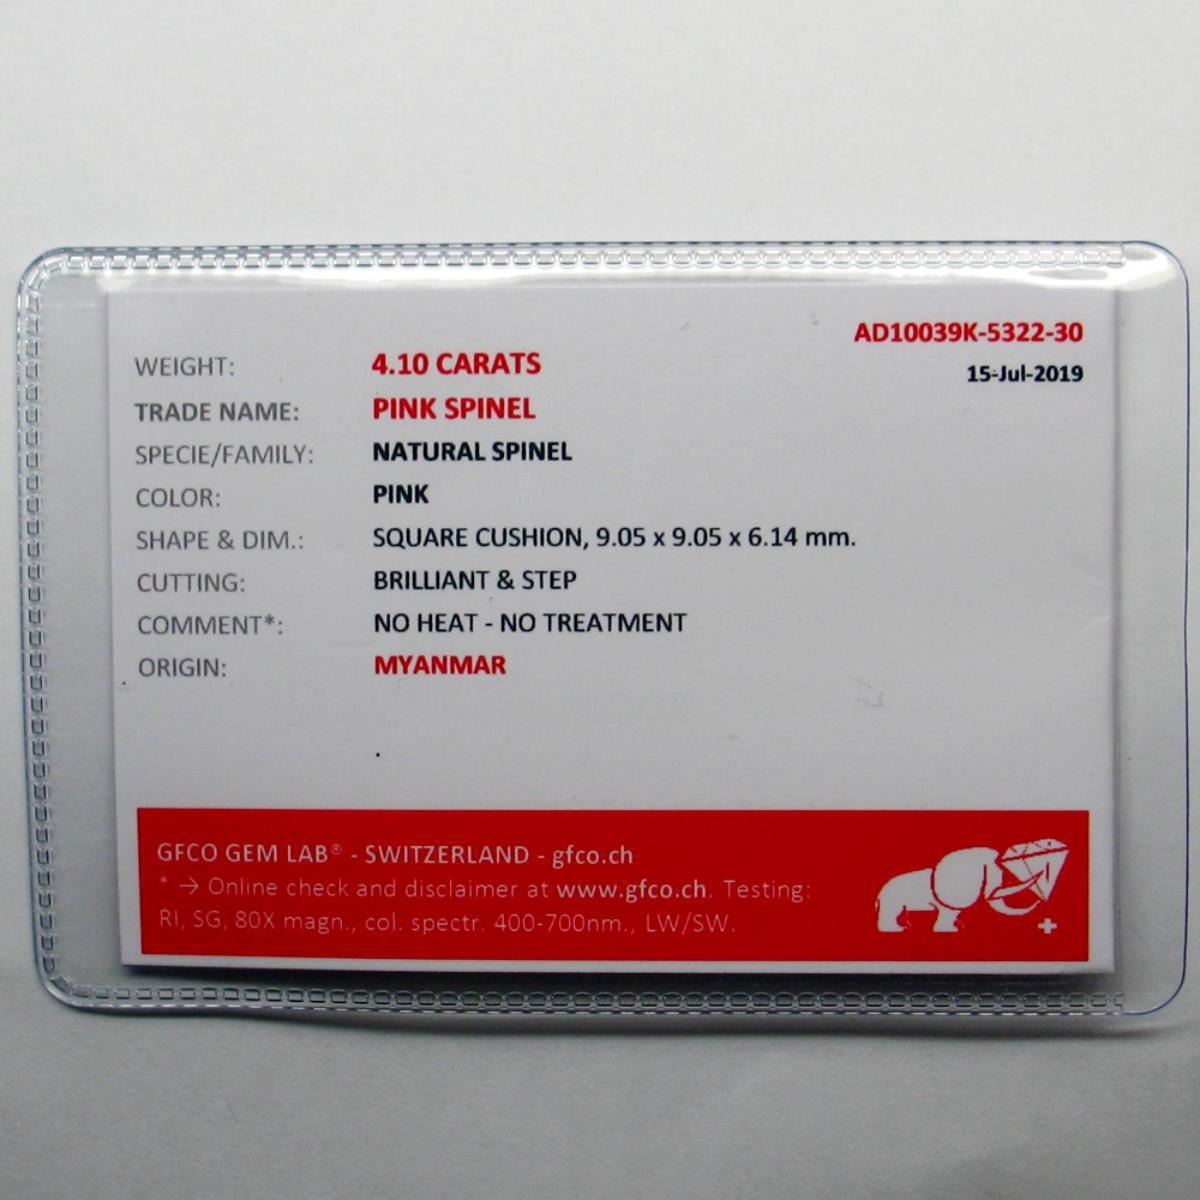 AD10039K-5322-30
15-Jul-2019
WEIGHT: 4.10 CARATS
TRADE NAME: PINK SPINEL
SPECIE/FAMILY: NATURAL SPINEL
COLOR: PINK
SHAPE & DIM.: SQUARE CUSHION, 9.05 x 9.05 x 6.14 mm.
CUTTING: BRILLIANT & STEP
COMMENT*: NO HEAT - NO TREATMENT
ORIGIN: MYANMAR
GFCO GEM LAB® - SWITZERLAND - gfco.ch
* → Online check and disclaimer at www.gfco.ch. Testing:
RI, SG, 80X magn., col. spectr. 400-700nm., LW/SW.